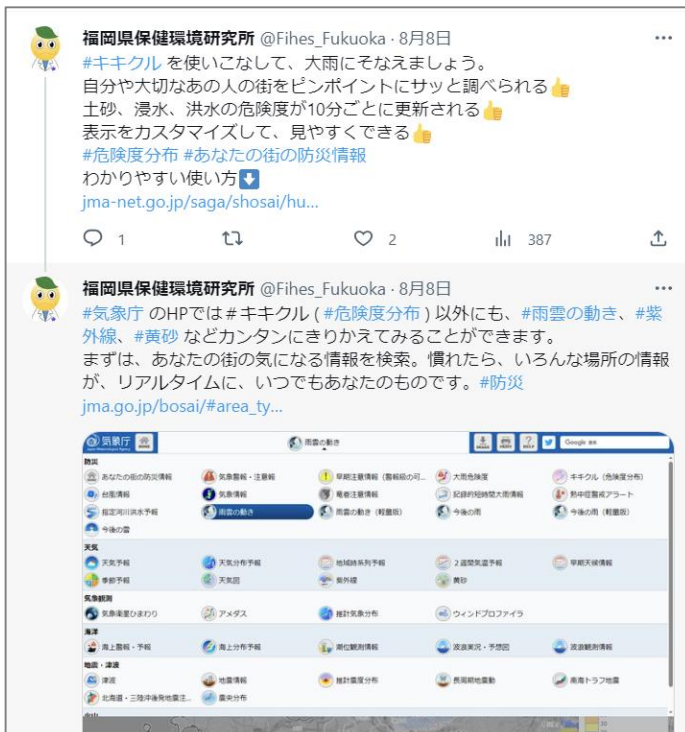 福岡県保健環境研究所 @Fihes_Fukuoka · 8月8日
#キキクル を使いこなして、大雨にそなえましょう。
自分や大切なあの人の街をピンポイントにサッと調べられる👍
土砂、浸水、洪水の危険度が10分ごとに更新される👍
表示をカスタマイズして、見やすくできる👍
#危険度分布 #あなたの街の防災情報
わかりやすい使い方⬇
jma-net.go.jp/saga/shosai/hu...
1 2 387
福岡県保健環境研究所 @Fihes_Fukuoka · 8月8日
#気象庁 のHPでは#キキクル ( #危険度分布 ) 以外にも、#雨雲の動き、#紫
外線、#黄砂 などカンタンにきりかえてみることができます。
まずは、あなたの街の気になる情報を検索。慣れたら、いろんな場所の情報
が、リアルタイムに、いつでもあなたのものです。#防災
jma.go.jp/bosai/#area_ty...
気象庁 雨雲の動き HELP Google
防災
あなたの街の防災情報 気象警報・注意報 早期注意情報(警報級の可... 大雨危険度 キキクル(危険度分布)
台風情報 気象情報 竜巻注意情報 記録的短時間大雨情報 熱中症警戒アラート
指定河川洪水予報 雨雲の動き 雨雲の動き(軽量版) 今後の雨 今後の雨(軽量版)
今後の雪
天気
天気予報 天気分布予報 地域時系列予報 2週間気温予報 早期天候情報
季節予報 天気図 紫外線 黄砂
気象観測
気象衛星ひまわり アメダス 推計気象分布 ウィンドプロファイラ
海洋
海上警報・予報 海上分布予報 潮位観測情報 波浪実況・予想図 波浪観測情報
地震・津波
津波 地震情報 推計震度分布 長周期地震動 南海トラフ地震
北海道・三陸沖後発地震注... 震央分布